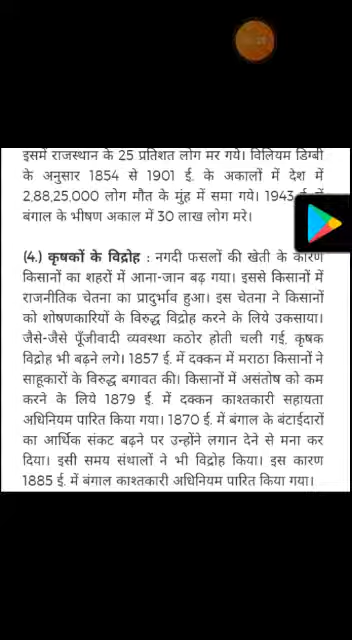 इसमें राजस्थान के 25 प्रतिशत लोग मर गये। विलियम डिग्बी
के अनुसार 1854 से 1901 ई. के अकालों में देश में
2,88,25,000 लोग मौत के मुंह में समा गये। 1943
बंगाल के भीषण अकाल में 30 लाख लोग मरे।
(4.) कृषकों के विद्रोह : नगदी फसलों की खेती के कारण
किसानों का शहरों में आना-जान बढ़ गया। इससे किसानों में
राजनीतिक चेतना का प्रादुर्भाव हुआ। इस चेतना ने किसानों
को शोषणकारियों के विरुद्ध विद्रोह करने के लिये उकसाया।
जैसे-जैसे पूँजीवादी व्यवस्था कठोर होती चली गई, कृषक
विद्रोह भी बढ़ने लगे। 1857 ई. में दक्कन में मराठा किसानों ने
साहूकारों के विरुद्ध बगावत की। किसानों में असंतोष को कम
करने के लिये 1879 ई. में दक्कन काश्तकारी सहायता
अधिनियम पारित किया गया। 1870 ई. में बंगाल के बंटाईदारों
का आर्थिक संकट बढ़ने पर उन्होंने लगान देने से मना कर
दिया। इसी समय संथालों ने भी विद्रोह किया। इस कारण
1885 ई. में बंगाल काश्तकारी अधिनियम पारित किया गया।